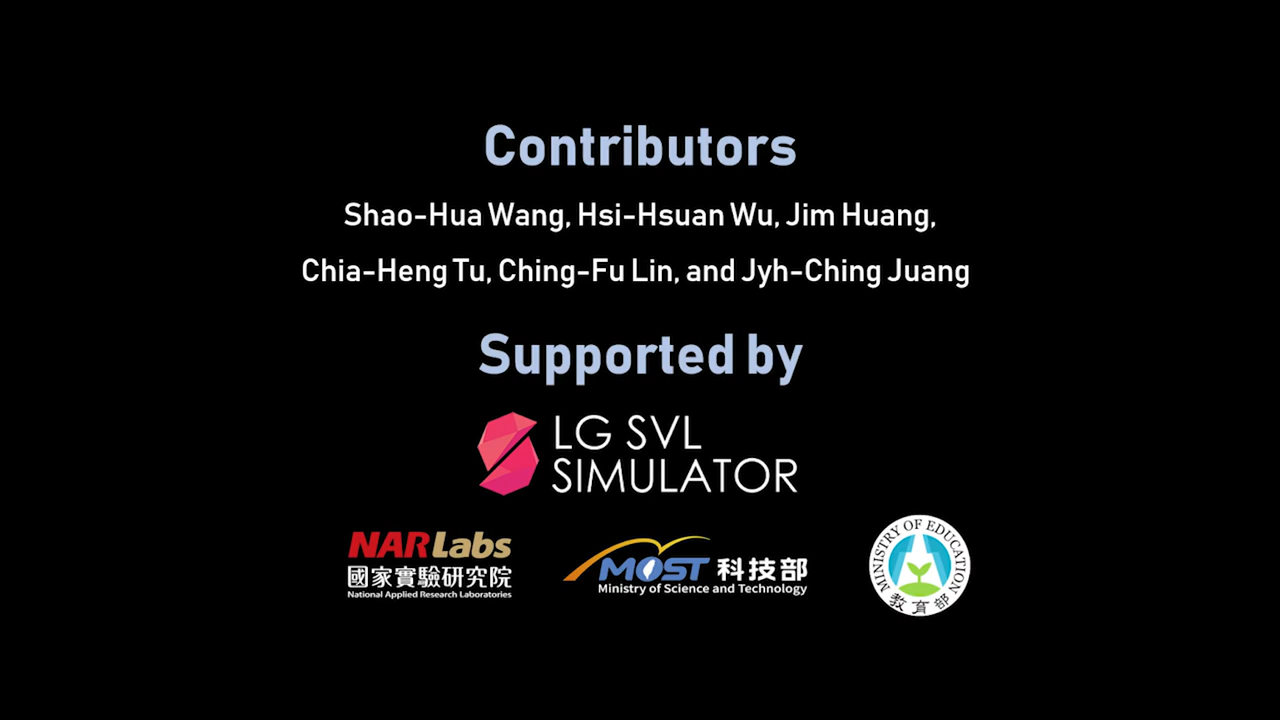 Contributors
Shao-Hua Wang, Hsi-Hsuan Wu, Jim Huang,
Chia-Heng Tu, Ching-Fu Lin, and Jyh-Ching Juang
Supported by
LG SVL
SIMULATOR
NARLabs
國家實驗研究院
National Applied Research Laboratories
MOST 科技部
Ministry of Science and Technology
MINISTRY OF EDUCATION
教育部